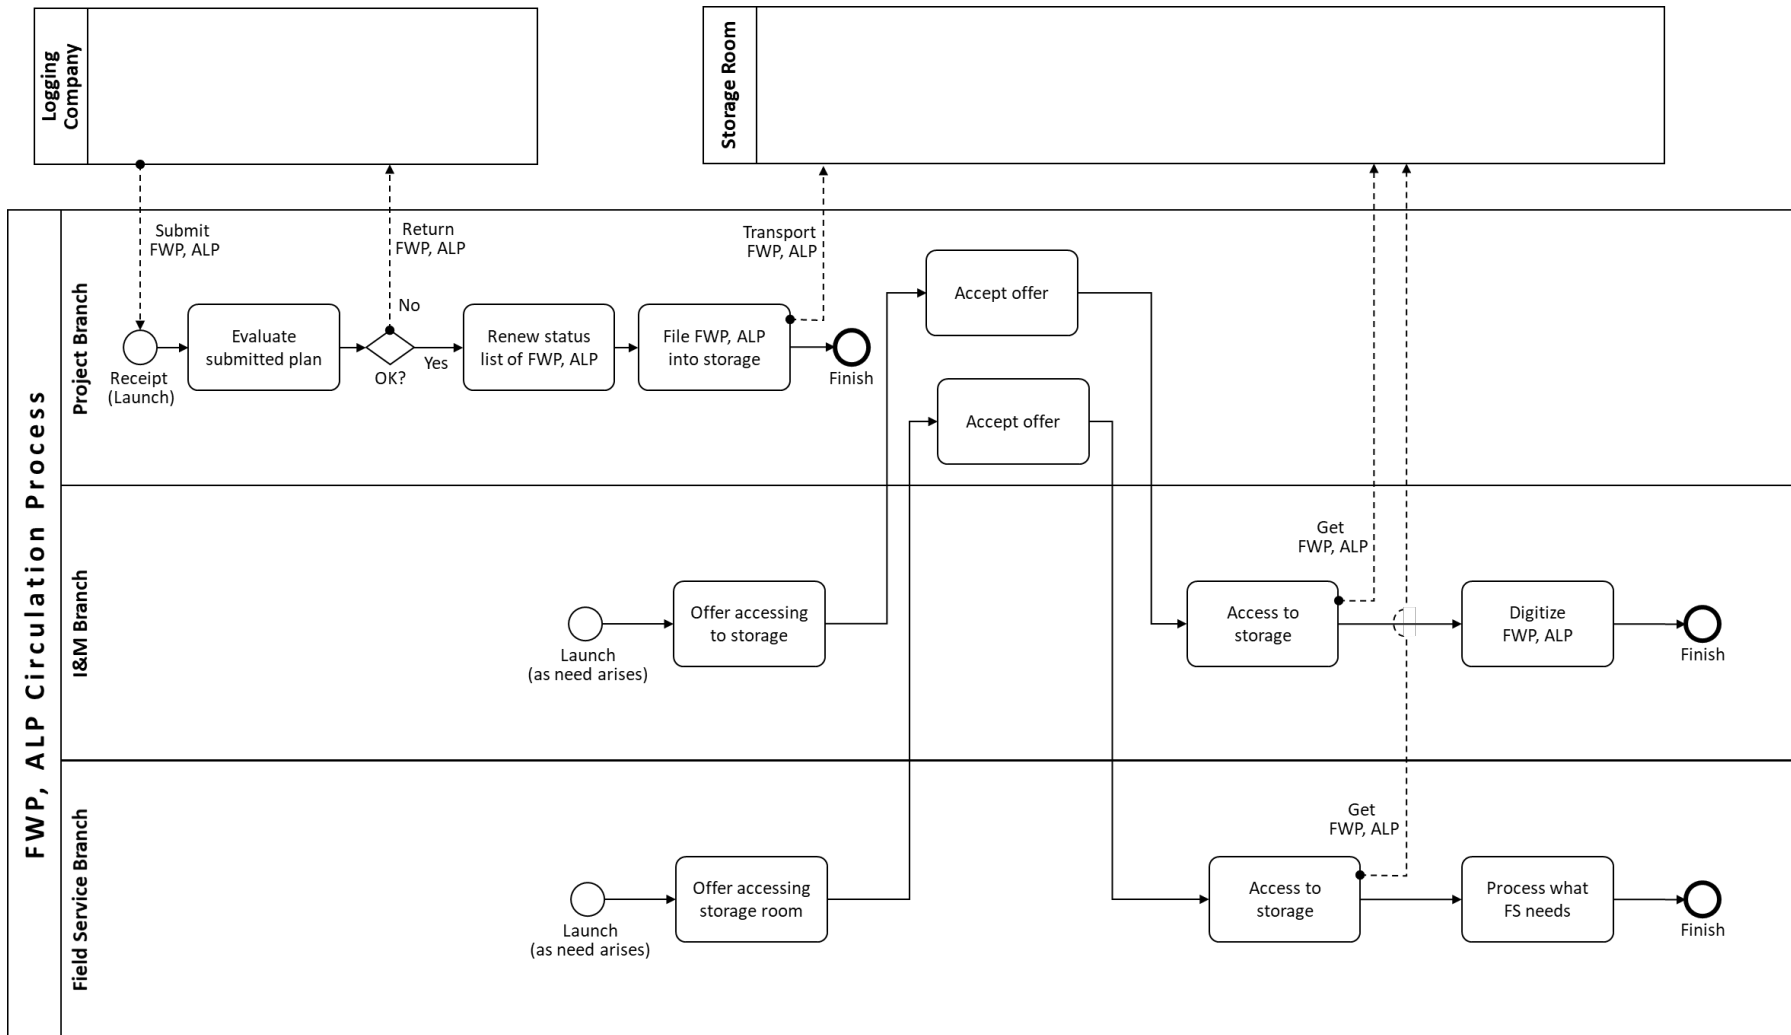 Logging
Company
Storage Room
FWP, ALP Circulation Process
Project Branch
Submit
FWP, ALP
Return
FWP, ALP
Transport
FWP, ALP
Receipt
(Launch)
Evaluate
submitted plan
No
OK?
Yes
Renew status
list of FWP, ALP
File FWP, ALP
into storage
Finish
Accept offer
Accept offer
I&M Branch
Launch
(as need arises)
Offer accessing
to storage
Get
FWP, ALP
Access to
storage
Digitize
FWP, ALP
Finish
Field Service Branch
Launch
(as need arises)
Offer accessing
storage room
Get
FWP, ALP
Access to
storage
Process what
FS needs
Finish